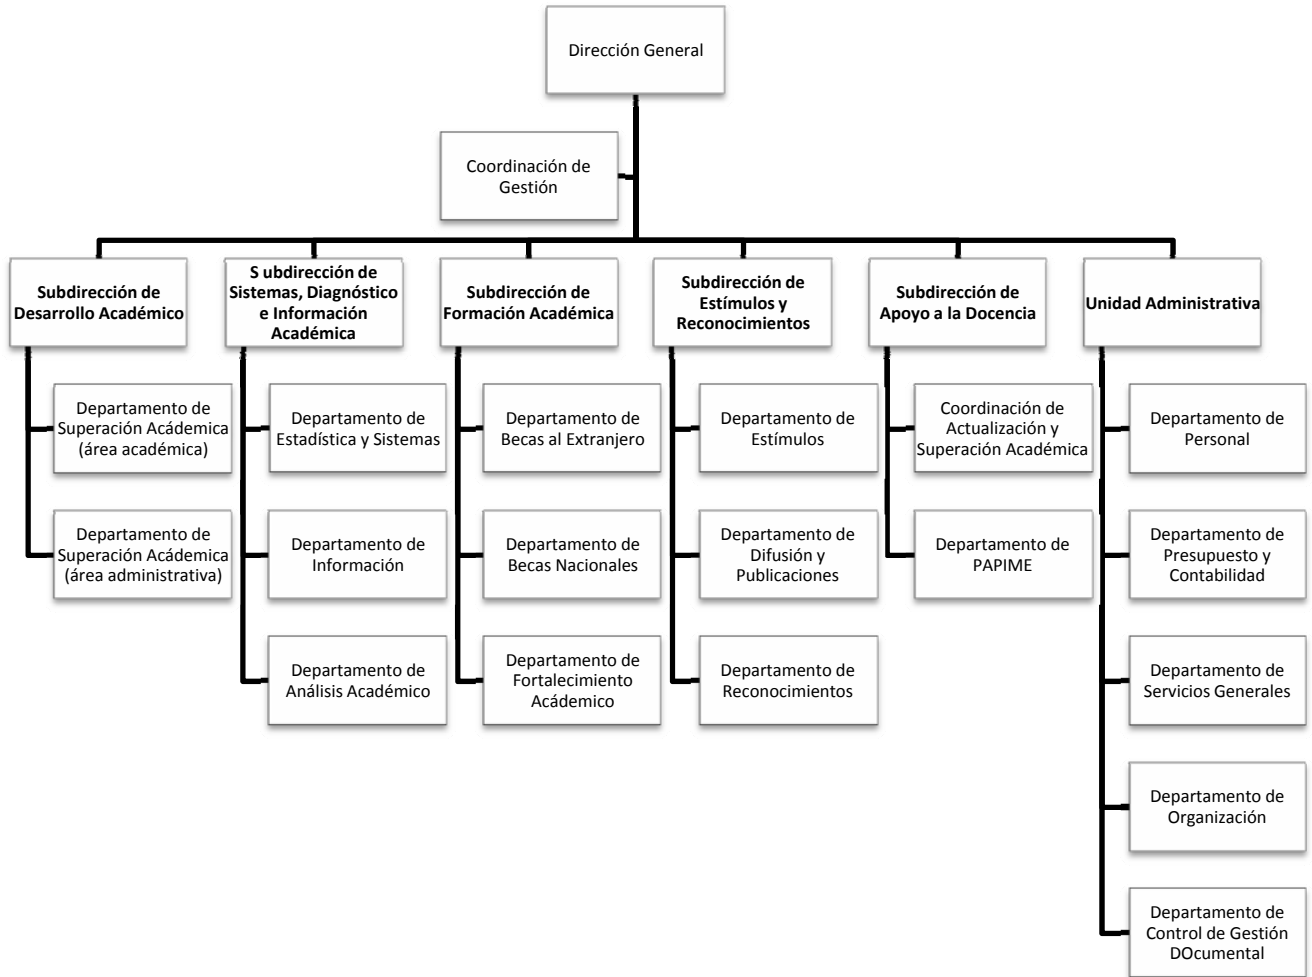 Dirección General
Coordinación de
Gestión
Subdirección de
Desarrollo Académico
S ubdirección de
Sistemas, Diagnóstico
e Información
Académica
Subdirección de
Formación Académica
Subdirección de
Estímulos y
Reconocimientos
Subdirección de
Apoyo a la Docencia
Unidad Administrativa
Departamento de
Superación Acádemica
(área académica)
Departamento de
Superación Acádemica
(área administrativa)
Departamento de
Estadística y Sistemas
Departamento de
Información
Departamento de
Análisis Académico
Departamento de
Becas al Extranjero
Departamento de
Becas Nacionales
Departamento de
Fortalecimiento
Acádemico
Departamento de
Estímulos
Departamento de
Difusión y
Publicaciones
Departamento de
Reconocimientos
Coordinación de
Actualización y
Superación Académica
Departamento de
PAPIME
Departamento de
Personal
Departamento de
Presupuesto y
Contabilidad
Departamento de
Servicios Generales
Departamento de
Organización
Departamento de
Control de Gestión
DOcumental